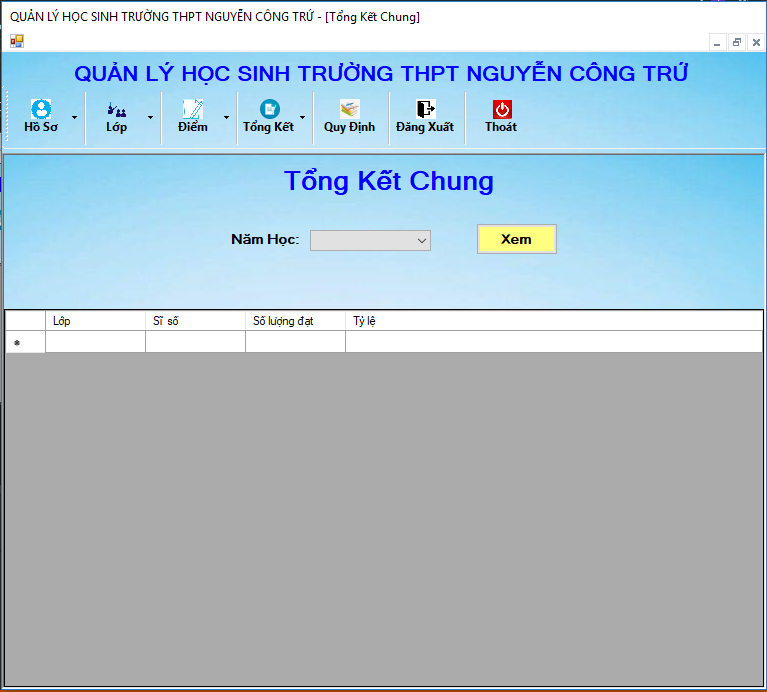 QUẢN LÝ HỌC SINH TRƯỜNG THPT NGUYỄN CÔNG TRỨ - [Tổng Kết Chung]
QUẢN LÝ HỌC SINH TRƯỜNG THPT NGUYỄN CÔNG TRỨ
Hồ Sơ Lớp Điểm Tổng Kết Quy Định Đăng Xuất Thoát
Tổng Kết Chung
Năm Học: Xem
Lớp Sĩ số Số lượng đạt Tỷ lệ